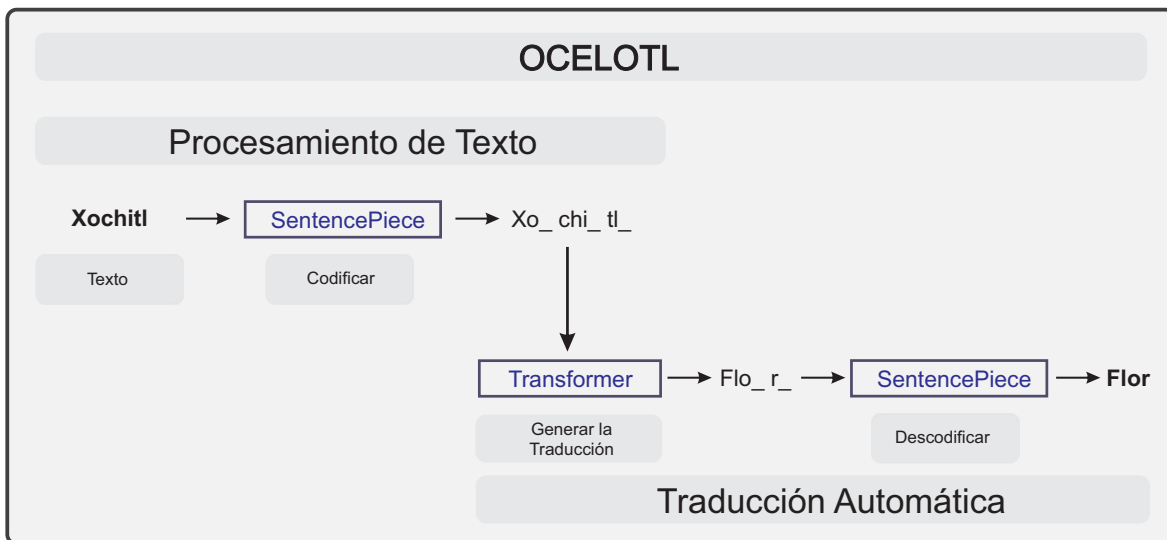 OCELOTL
Procesamiento de Texto
Xochitl
SentencePiece
Xo_ chi_ tl_
Texto
Codificar
Transformer
Flo_ r_
SentencePiece
Flor
Generar la
Traducción
Descodificar
Traducción Automática